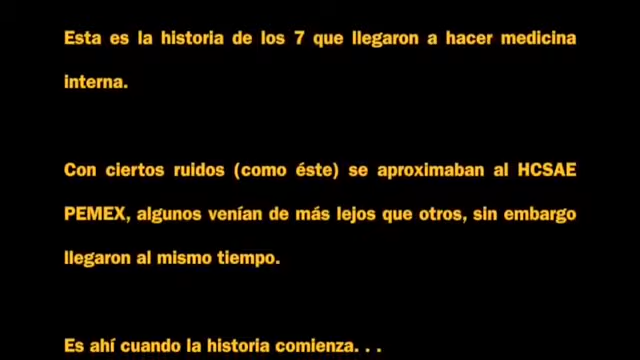 Esta es la historia de los 7 que llegaron a hacer medicina
interna.
Con ciertos ruidos (como éste) se aproximaban al HCSAE
PEMEX, algunos venían de más lejos que otros, sin embargo
llegaron al mismo tiempo.
Es ahí cuando la historia comienza. . .